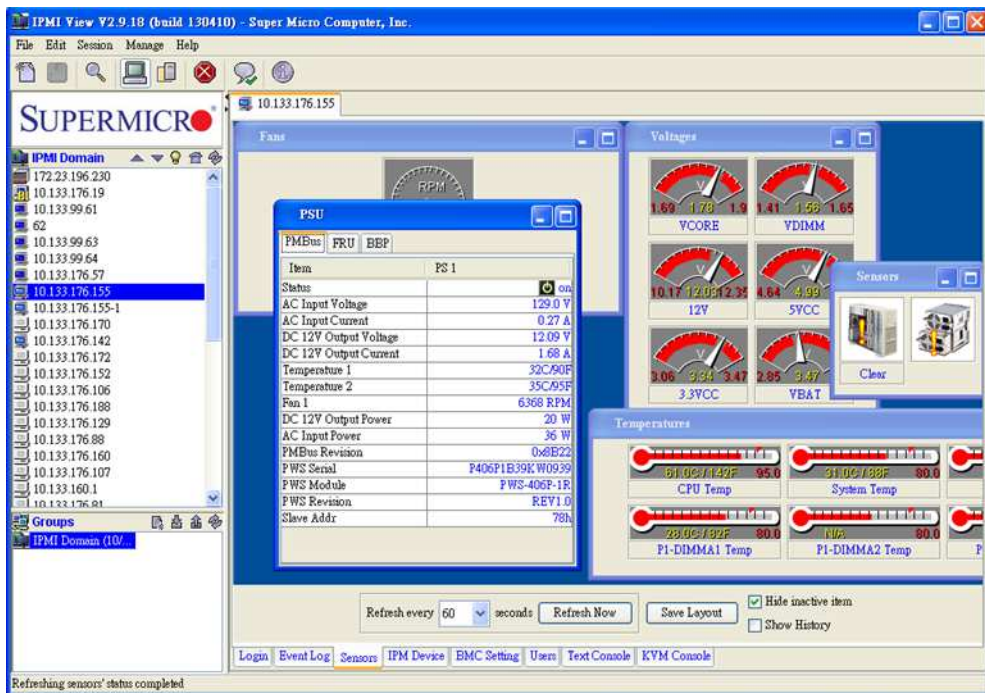 IPMI View V2.9.18 (build 130410) - Super Micro Computer, Inc.
File Edit Session Manage Help
SUPERMICRO
IPMI Domain
172.23.196.230
10.133.176.19
10.133.99.61
62
10.133.99.63
10.133.99.64
10.133.176.57
10.133.176.155
10.133.176.155-1
10.133.176.170
10.133.176.142
10.133.176.172
10.133.176.152
10.133.176.106
10.133.176.188
10.133.176.129
10.133.176.88
10.133.176.160
10.133.176.107
10.133.160.1
10.133.176.81
Groups
IPMI Domain (10/...
10.133.176.155
Fans
RPM
PSU
PMBus FRU BBP
Item PS 1
Status on
AC Input Voltage 129.0 V
AC Input Current 0.27 A
DC 12V Output Voltage 12.09 V
DC 12V Output Current 1.68 A
Temperature 1 32C/90F
Temperature 2 35C/95F
Fan 1 6368 RPM
DC 12V Output Power 20 W
AC Input Power 36 W
PMBus Revision 0x8B22
PWS Serial P406P1B39KW0939
PWS Module PWS-406P-1R
PWS Revision REV1.0
Slave Addr 78h
Voltages
1.69 1.78 1.9
VCORE
1.41 1.56 1.65
VDIMM
10.17 12.03 12.35
12V
4.64 4.99
5VCC
3.06 3.34 3.47
3.3VCC
2.85 3.47
VBAT
Sensors
Clear
Temperatures
61.0C / 142F 95.0
CPU Temp
31.0C / 88F 80.0
System Temp
28.0C / 82F 80.0
P1-DIMMA1 Temp
N/A 80.0
P1-DIMMA2 Temp
P
Refresh every 60 seconds Refresh Now Save Layout
Hide inactive item
Show History
Login Event Log Sensors IPM Device BMC Setting Users Text Console KVM Console
Refreshing sensors' status completed